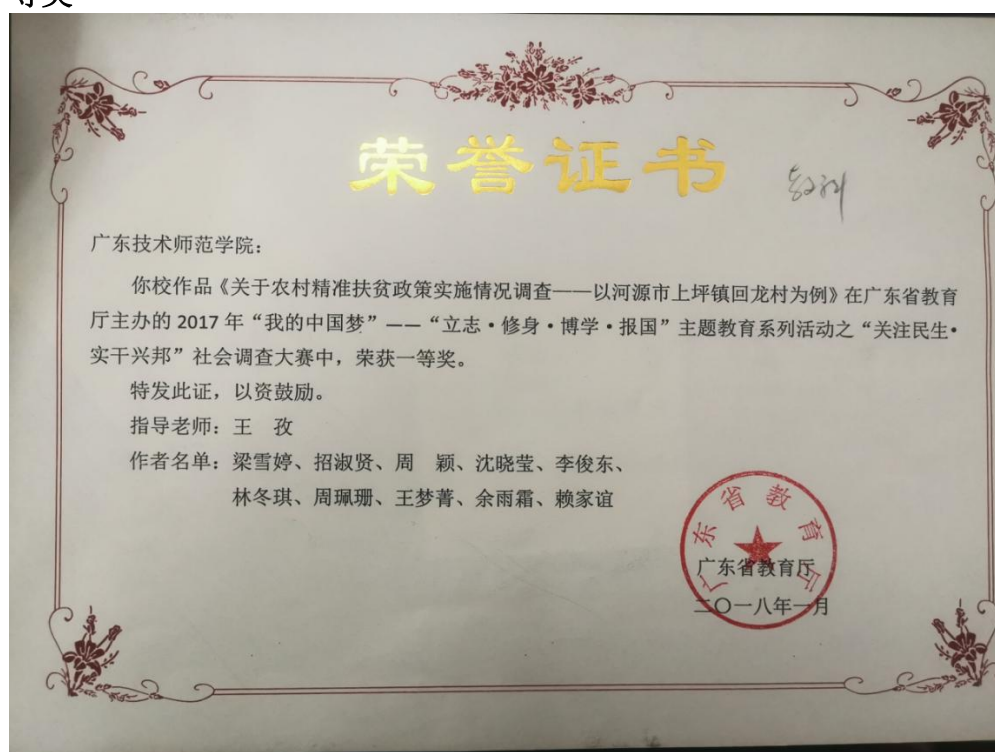 荣誉证书
广东技术师范学院：
你校作品《关于农村精准扶贫政策实施情况调查——以河源市上坪镇回龙村为例》在广东省教育
厅主办的 2017 年“我的中国梦”——“立志•修身•博学•报国”主题教育系列活动之“关注民生•
实干兴邦”社会调查大赛中，荣获一等奖。
特发此证，以资鼓励。
指导老师：王　孜
作者名单：梁雪婷、招淑贤、周　颖、沈晓莹、李俊东、
林冬琪、周珮珊、王梦菁、余雨霜、赖家谊
广东省教育厅
广东省教育厅
二〇一八年一月